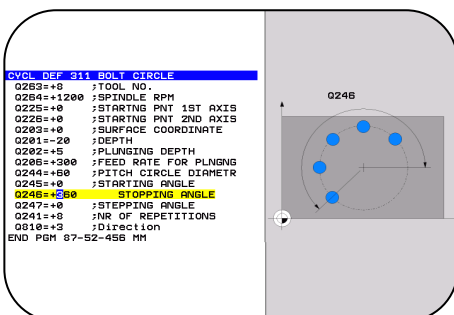 CYCL DEF 311 BOLT CIRCLE
Q263=+8 ;TOOL NO.
Q264=+1200 ;SPINDLE RPM
Q225=+0 ;STARTNG PNT 1ST AXIS
Q226=+0 ;STARTNG PNT 2ND AXIS
Q203=+0 ;SURFACE COORDINATE
Q201=-20 ;DEPTH
Q202=+5 ;PLUNGING DEPTH
Q206=+300 ;FEED RATE FOR PLNGNG
Q244=+60 ;PITCH CIRCLE DIAMETR
Q245=+0 ;STARTING ANGLE
Q246=+360 STOPPING ANGLE
Q247=+0 ;STEPPING ANGLE
Q241=+8 ;NR OF REPETITIONS
Q810=+3 ;Direction
END PGM 87-52-456 MM
Q246